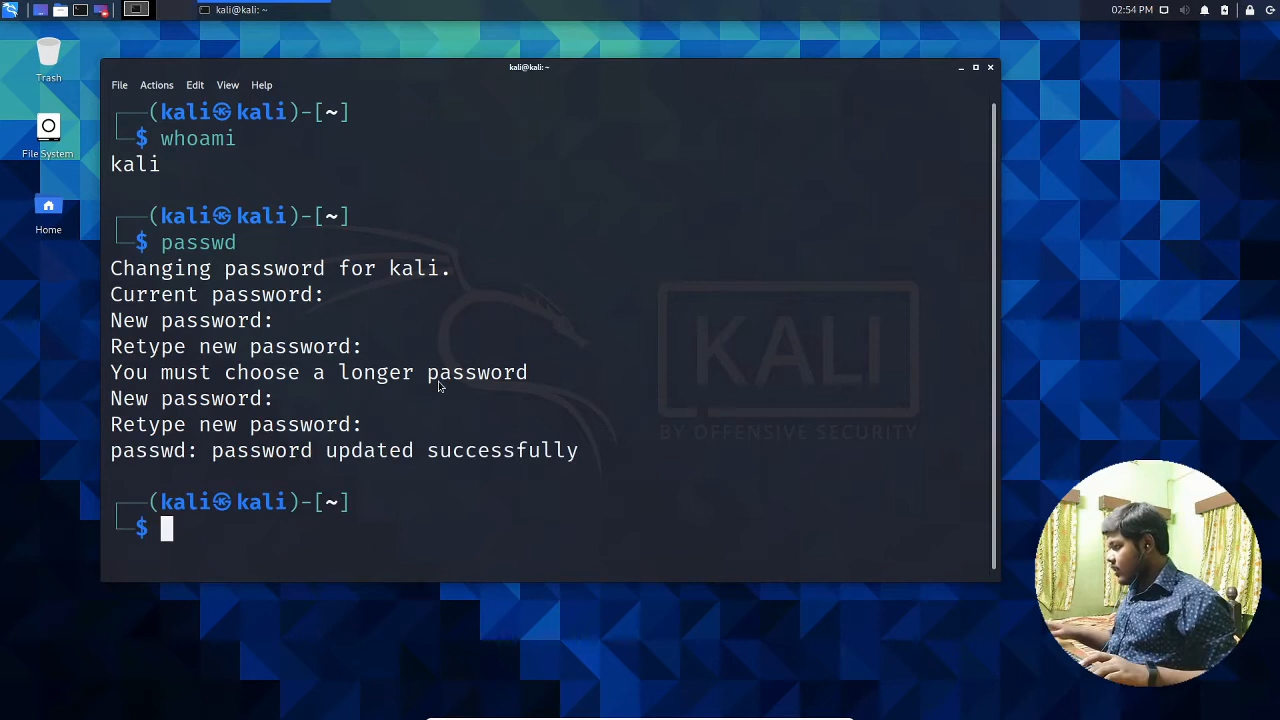 kali@kali: ~
02:54 PM
Trash
File System
Home
kali@kali: ~
File Actions Edit View Help
┌──(kali㉿kali)-[~]
└─$ whoami
kali
┌──(kali㉿kali)-[~]
└─$ passwd
Changing password for kali.
Current password:
New password:
Retype new password:
You must choose a longer password
New password:
Retype new password:
passwd: password updated successfully
┌──(kali㉿kali)-[~]
└─$
KALI
BY OFFENSIVE SECURITY